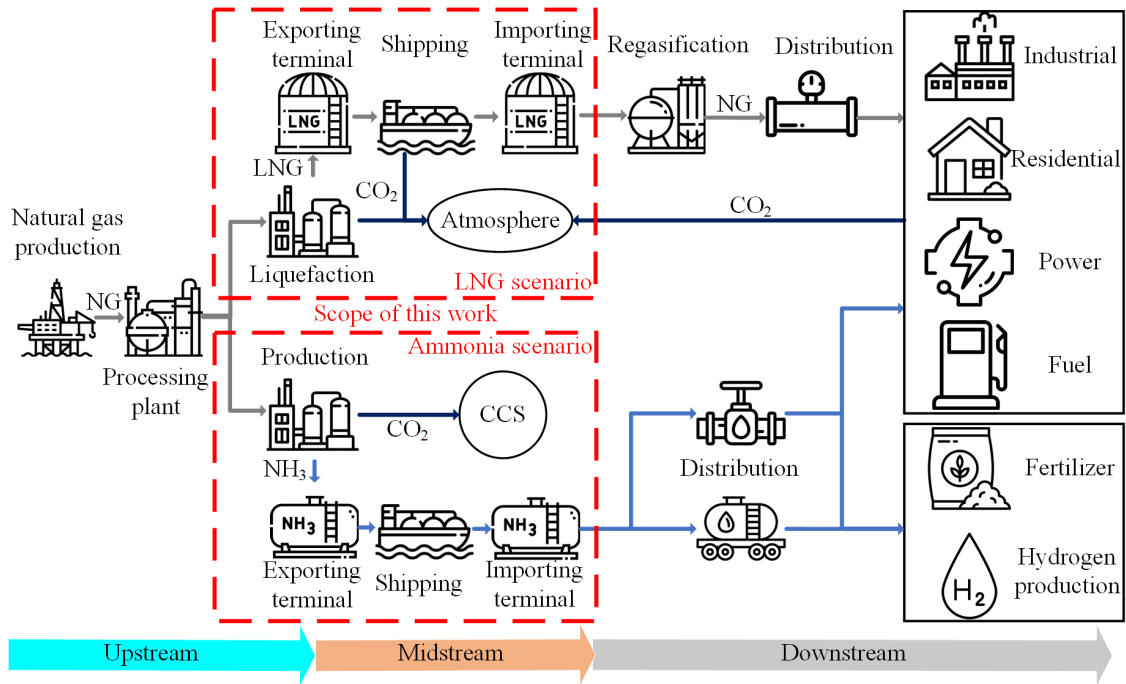 Exporting
terminal
Shipping
Importing
terminal
Regasification
Distribution
Industrial
LNG
LNG
NG
LNG
CO₂
Residential
Atmosphere
CO₂
Natural gas
production
Liquefaction
LNG scenario
Power
NG
Scope of this work
Processing
plant
Ammonia scenario
Production
CCS
CO₂
Fuel
NH₃
Distribution
Fertilizer
NH₃
NH₃
Exporting
terminal
Shipping
Importing
terminal
Hydrogen
production
H₂
Upstream
Midstream
Downstream